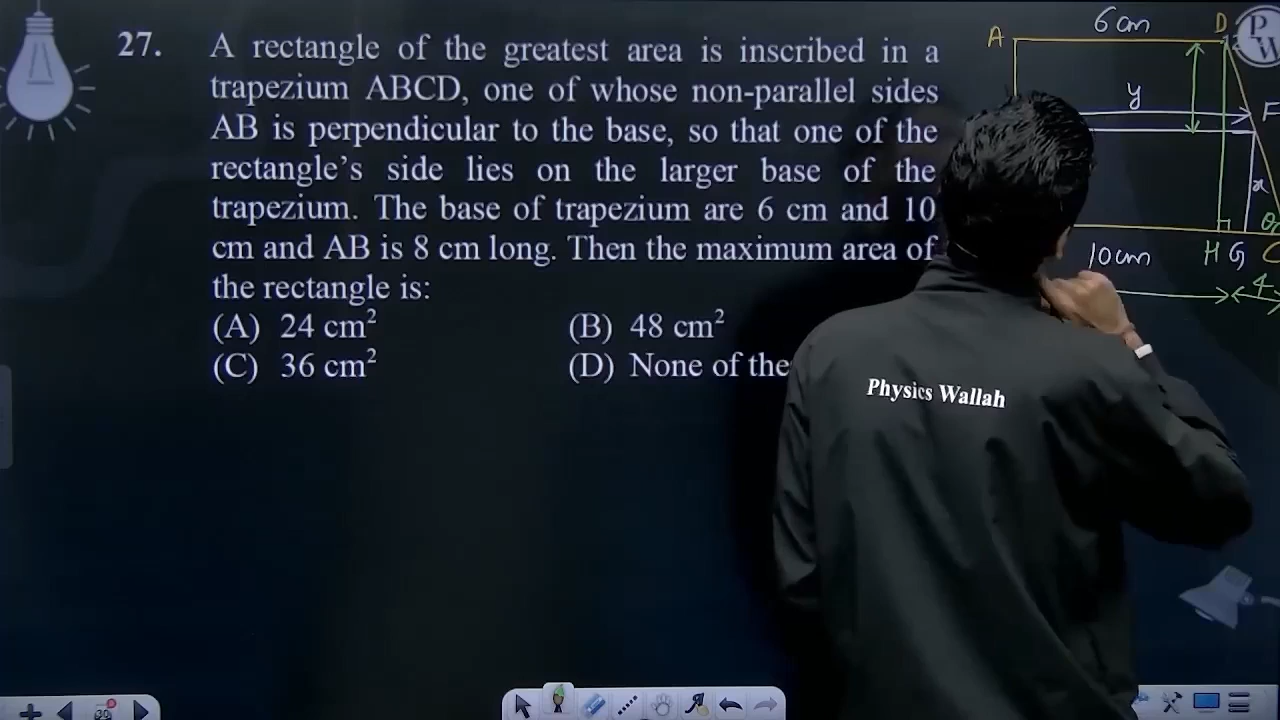 27. A rectangle of the greatest area is inscribed in a
trapezium ABCD, one of whose non-parallel sides
AB is perpendicular to the base, so that one of the
rectangle's side lies on the larger base of the
trapezium. The base of trapezium are 6 cm and 10
cm and AB is 8 cm long. Then the maximum area of
the rectangle is:
(A) 24 cm² (B) 48 cm²
(C) 36 cm² (D) None of the
A 6 cm D
y F
x
θ
10 cm H G C
4
PW
Physics Wallah